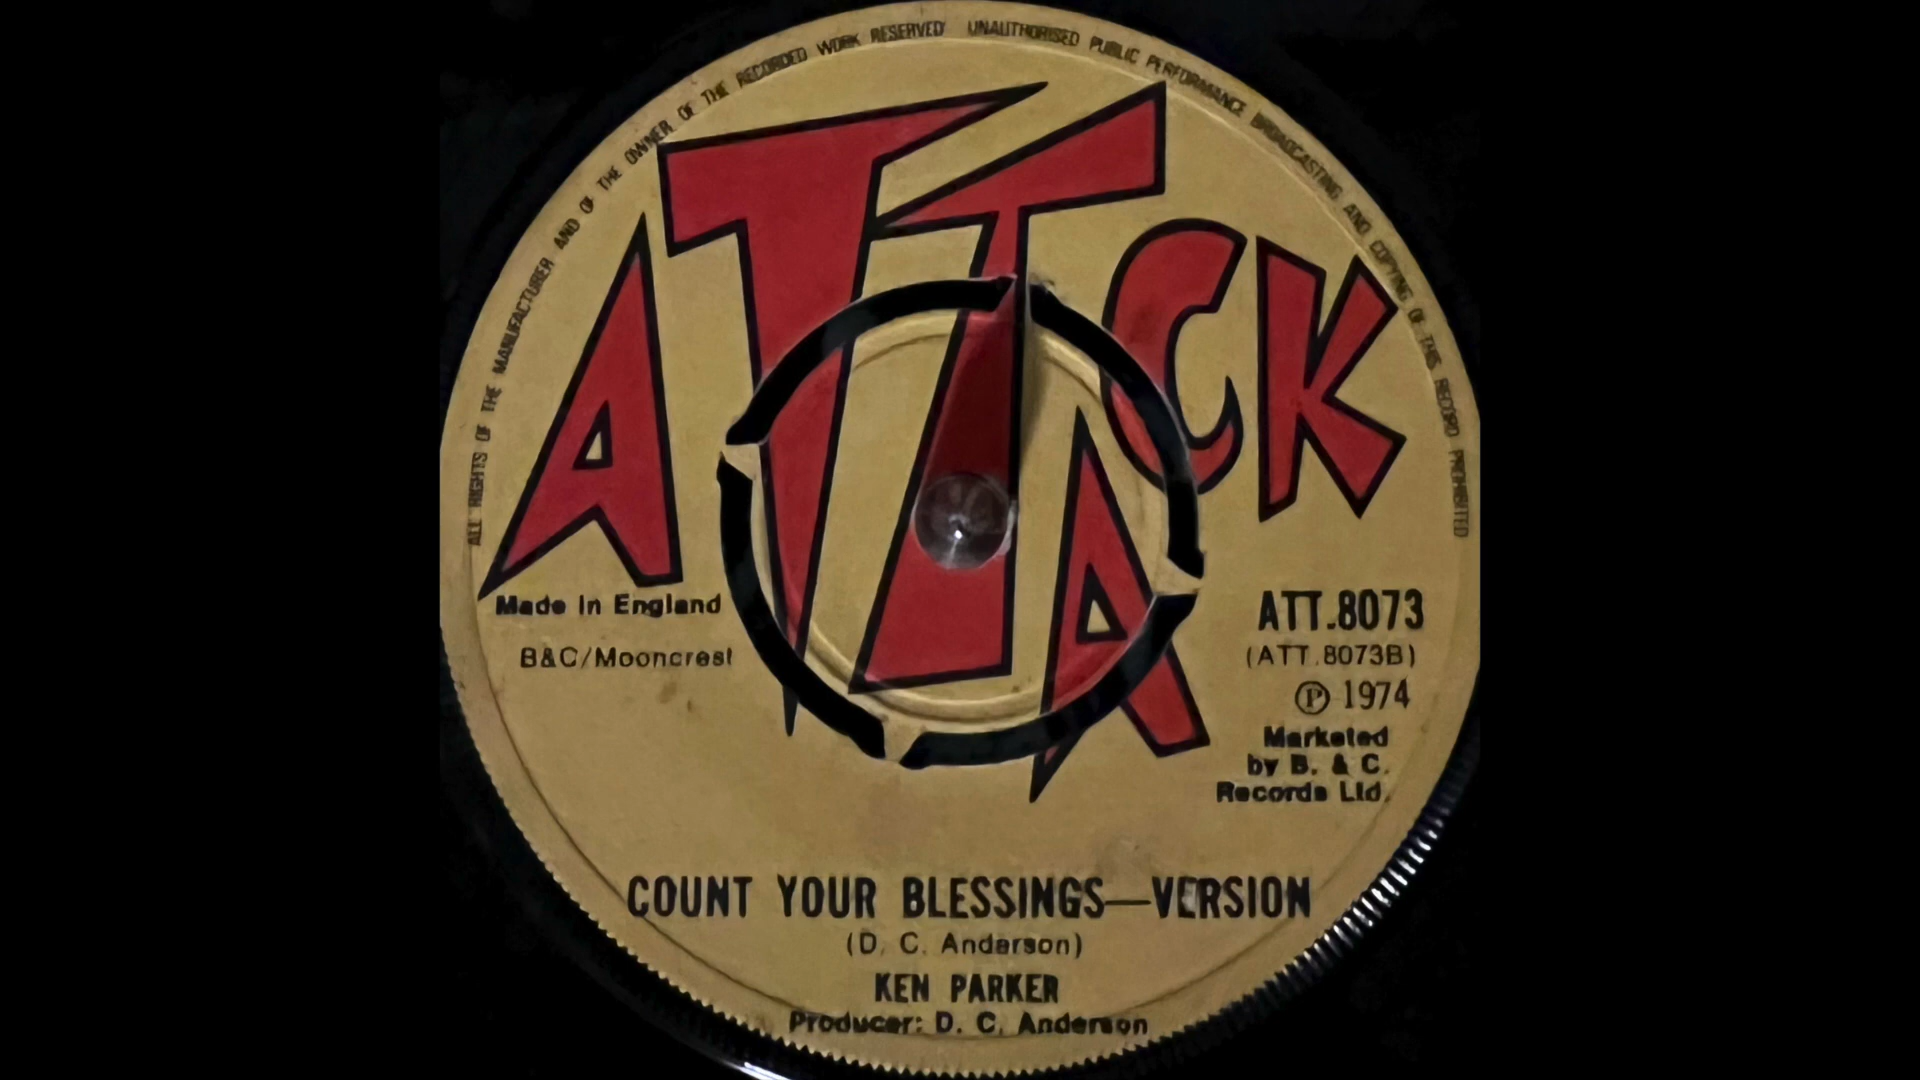 ALL RIGHTS OF THE MANUFACTURER AND OF THE OWNER OF THE RECORDED WORK RESERVED UNAUTHORISED PUBLIC PERFORMANCE BROADCASTING AND COPYING OF THIS RECORD PROHIBITED
ATTACK
Made in England
B&C/Mooncrest
ATT.8073
(ATT.8073B)
℗ 1974
Marketed
by B. & C.
Records Ltd.
COUNT YOUR BLESSINGS—VERSION
(D. C. Anderson)
KEN PARKER
Producer: D. C. Anderson